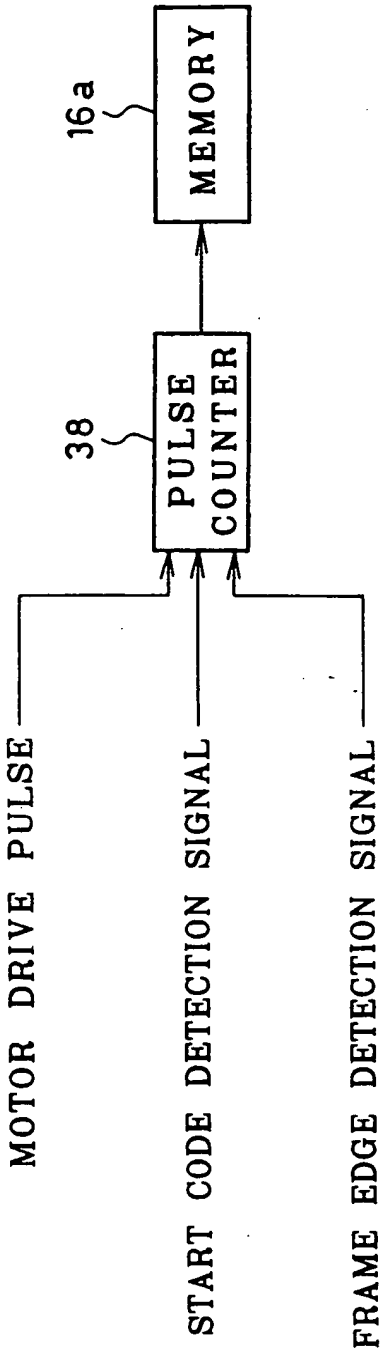 MOTOR DRIVE PULSE
START CODE DETECTION SIGNAL
FRAME EDGE DETECTION SIGNAL
38
PULSE
COUNTER
16a
MEMORY